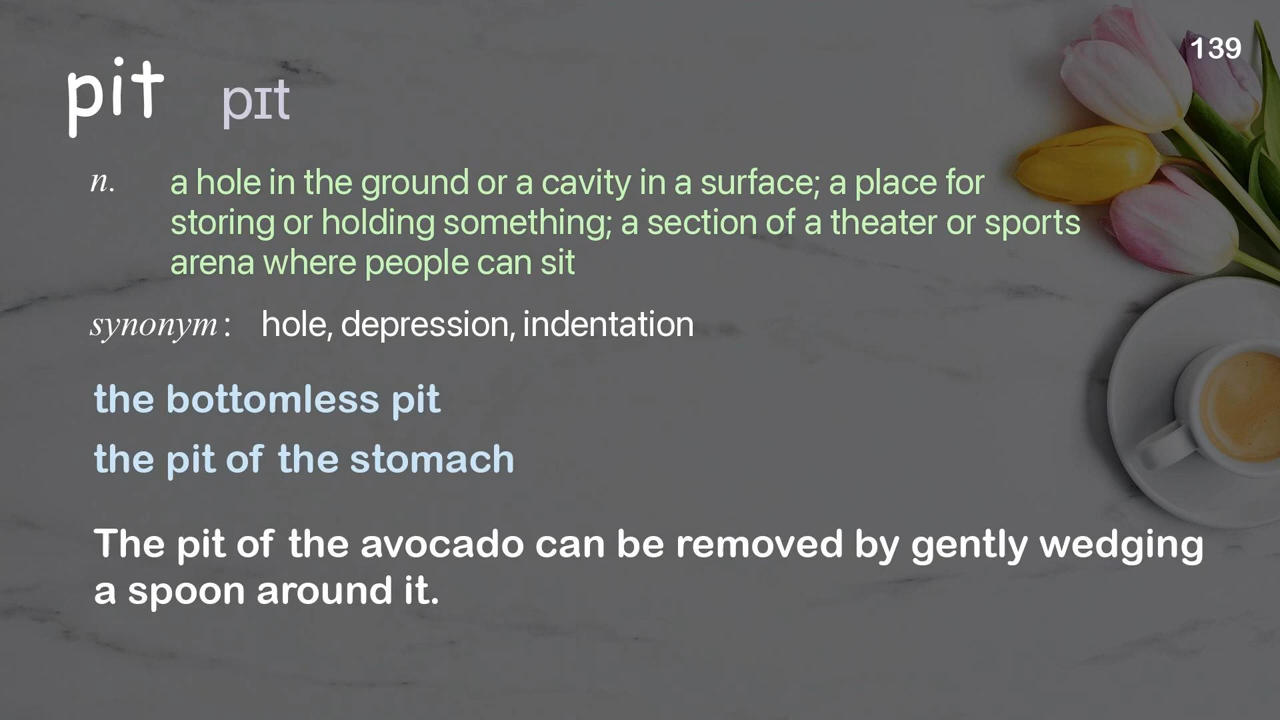 139
pit pɪt
n. a hole in the ground or a cavity in a surface; a place for
storing or holding something; a section of a theater or sports
arena where people can sit
synonym: hole, depression, indentation
the bottomless pit
the pit of the stomach
The pit of the avocado can be removed by gently wedging
a spoon around it.